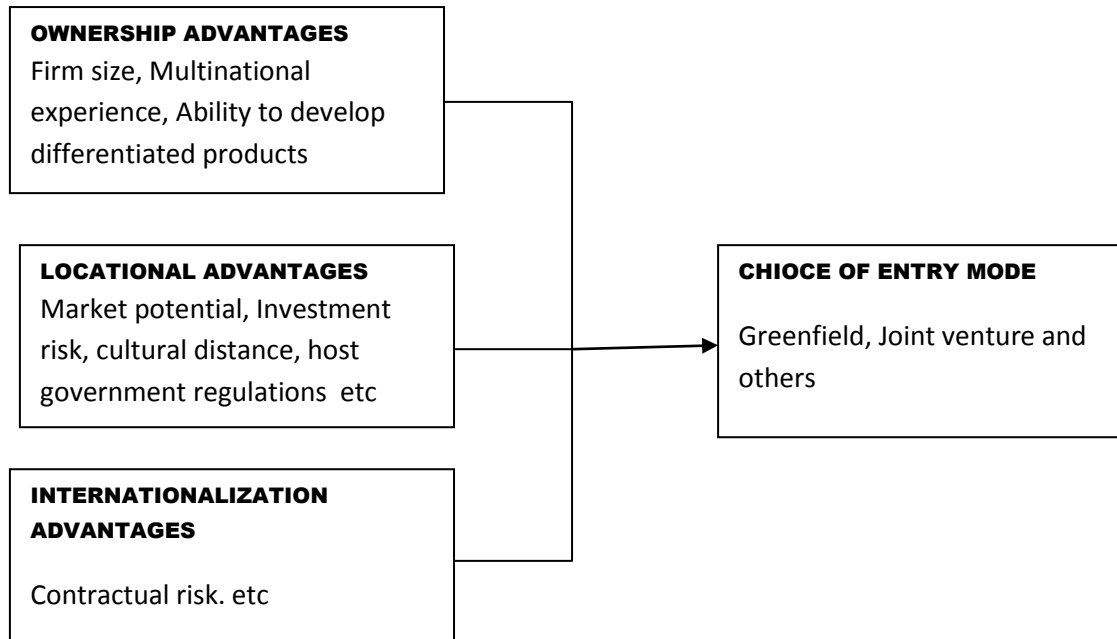 OWNERSHIP ADVANTAGES
Firm size, Multinational
experience, Ability to develop
differentiated products
LOCATIONAL ADVANTAGES
Market potential, Investment
risk, cultural distance, host
government regulations  etc
INTERNATIONALIZATION
ADVANTAGES
Contractual risk. etc
CHIOCE OF ENTRY MODE
Greenfield, Joint venture and
others